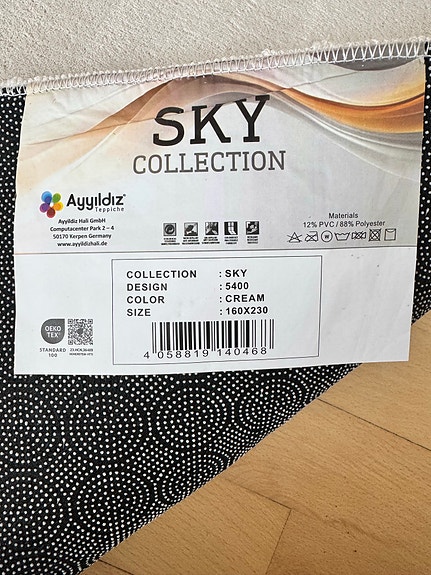 SKY
COLLECTION
Ayyıldız
Teppiche
Ayyildiz Hali GmbH
Computacenter Park 2 – 4
50170 Kerpen Germany
www.ayyildizhali.de
Materials
12% PVC / 88% Polyester
COLLECTION : SKY
DESIGN : 5400
COLOR : CREAM
SIZE : 160X230
4 058819 140468
OEKO
TEX®
STANDARD
100